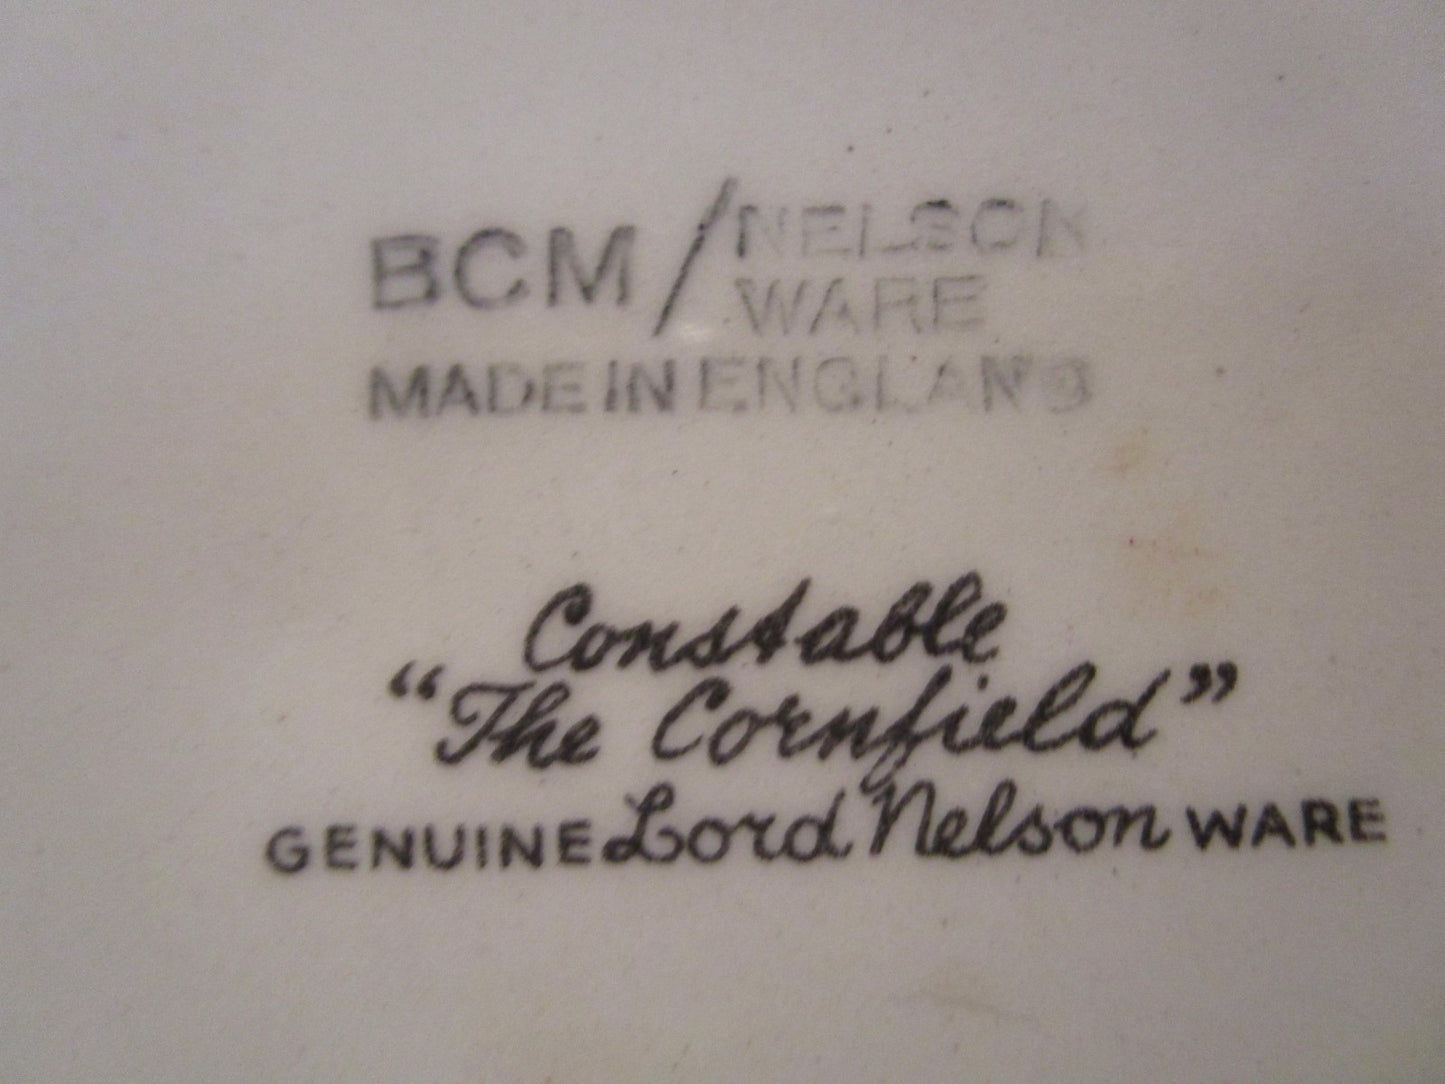 BCM/NELSON
WARE
MADE IN ENGLAND
Constable
“The Cornfield”
GENUINE Lord Nelson WARE